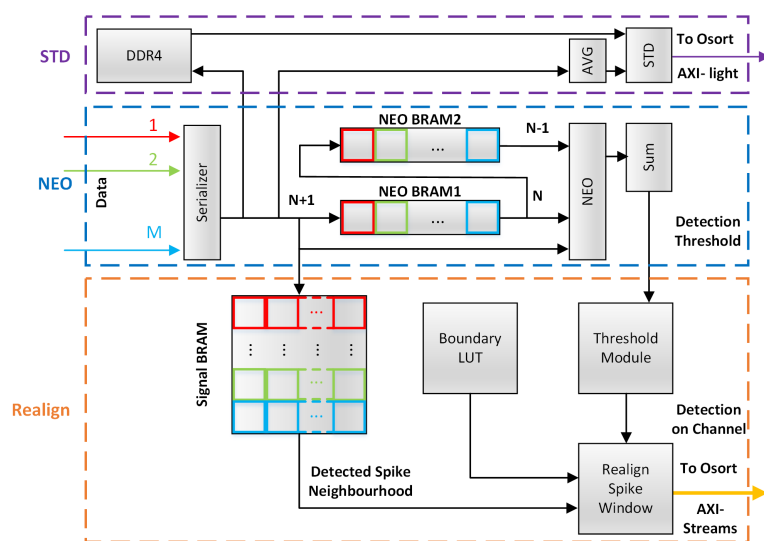 STD
DDR4
AVG
STD
To Osort
AXI- light
NEO
Data
1
2
M
Serializer
N+1
NEO BRAM2
...
N-1
NEO BRAM1
...
N
NEO
Sum
Detection
Threshold
Realign
Signal BRAM
...
...
...
Boundary
LUT
Threshold
Module
Detection
on Channel
Detected Spike
Neighbourhood
Realign
Spike
Window
To Osort
AXI-
Streams